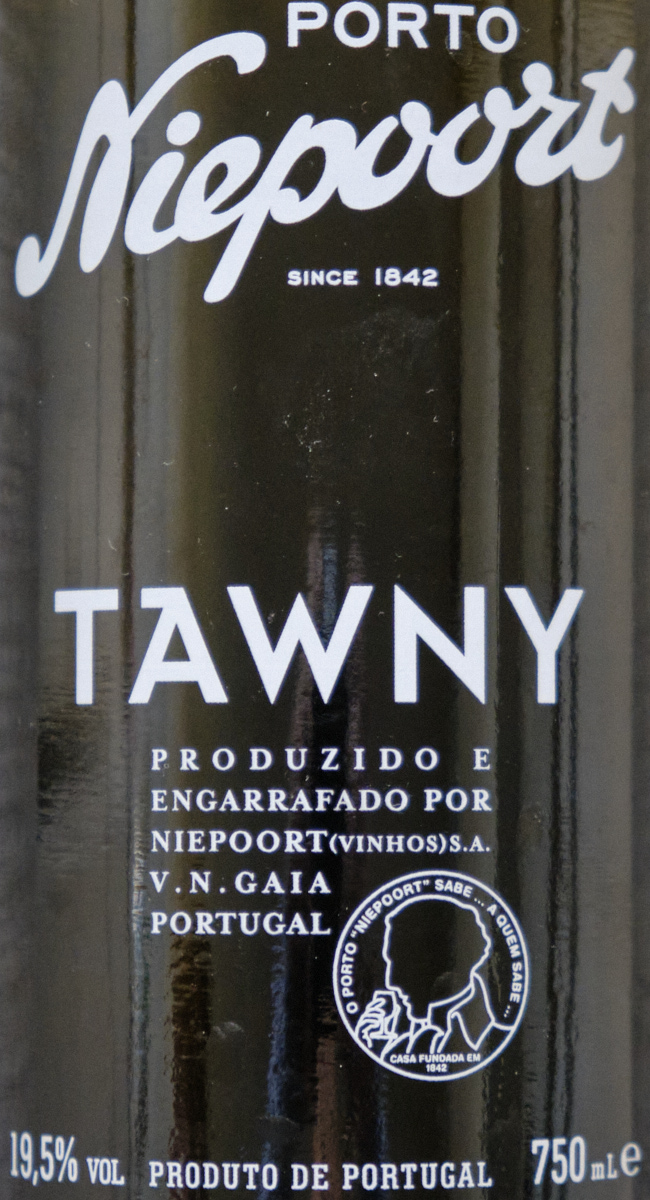 PORTO
Niepoort
SINCE 1842
TAWNY
PRODUZIDO E
ENGARRAFADO POR
NIEPOORT(VINHOS)S.A.
V.N.GAIA
PORTUGAL
O PORTO "NIEPOORT" SABE ... A QUEM SABE ...
CASA FUNDADA EM
1842
19,5% VOL PRODUTO DE PORTUGAL 750 mL e